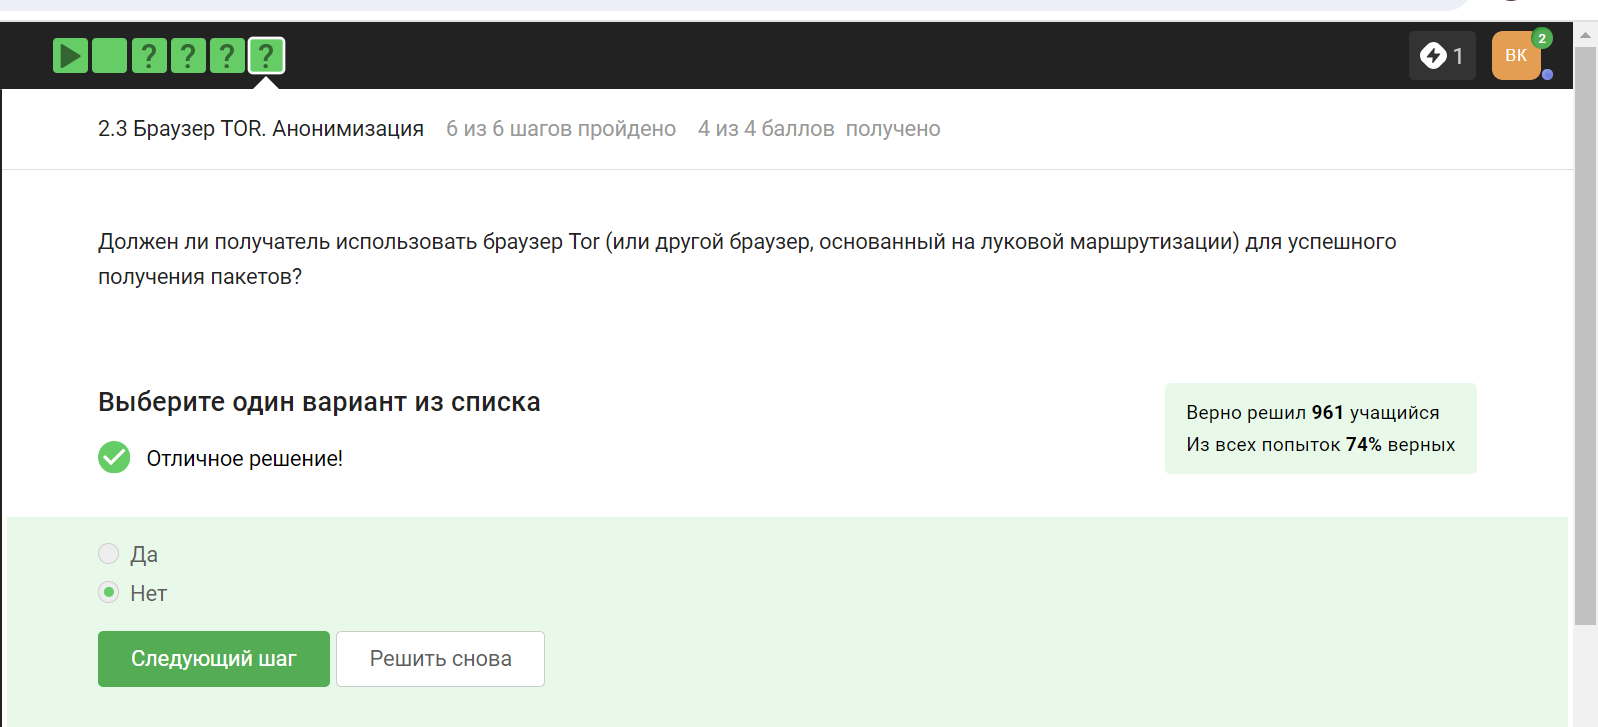 ? ? ? ?
1
ВК
2
2.3 Браузер TOR. Анонимизация 6 из 6 шагов пройдено 4 из 4 баллов получено
Должен ли получатель использовать браузер Tor (или другой браузер, основанный на луковой маршрутизации) для успешного
получения пакетов?
Выберите один вариант из списка
Отличное решение!
Верно решил 961 учащийся
Из всех попыток 74% верных
Да
Нет
Следующий шаг Решить снова